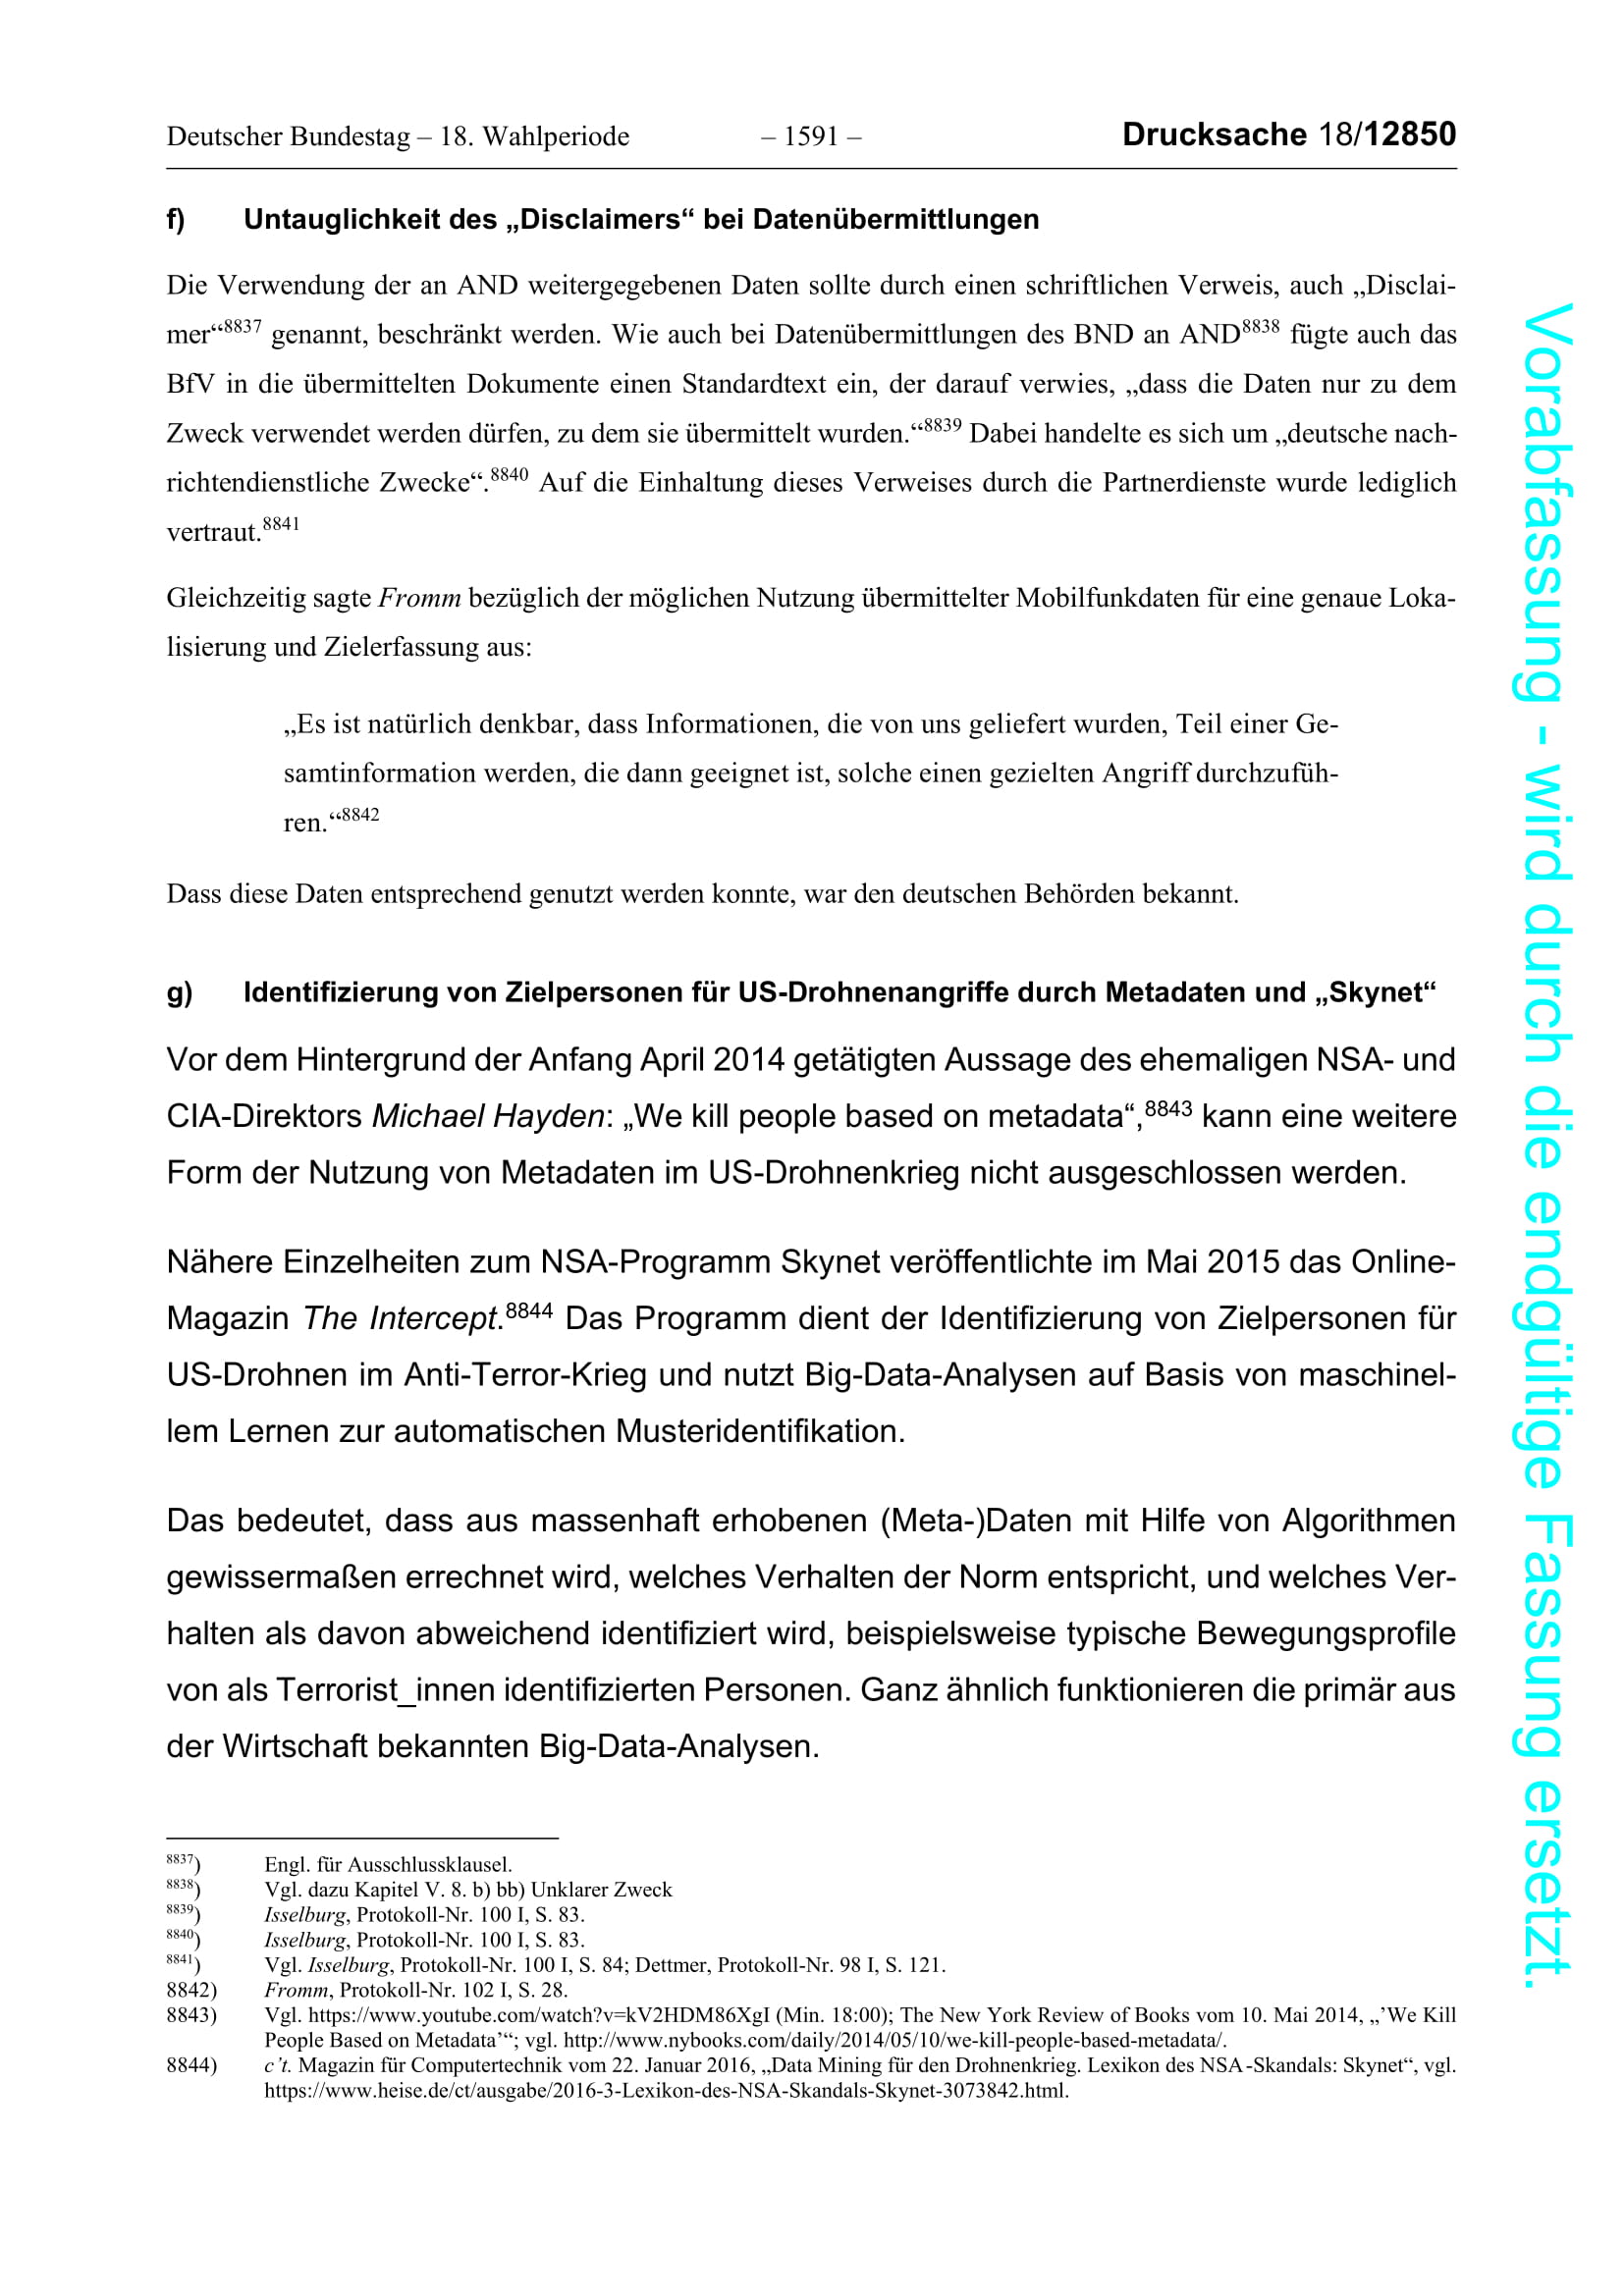 Deutscher Bundestag – 18. Wahlperiode – 1591 – Drucksache 18/12850
f) Untauglichkeit des „Disclaimers“ bei Datenübermittlungen
Die Verwendung der an AND weitergegebenen Daten sollte durch einen schriftlichen Verweis, auch „Disclai-
mer“8837 genannt, beschränkt werden. Wie auch bei Datenübermittlungen des BND an AND8838 fügte auch das
BfV in die übermittelten Dokumente einen Standardtext ein, der darauf verwies, „dass die Daten nur zu dem
Zweck verwendet werden dürfen, zu dem sie übermittelt wurden.“8839 Dabei handelte es sich um „deutsche nach-
richtendienstliche Zwecke“.8840 Auf die Einhaltung dieses Verweises durch die Partnerdienste wurde lediglich
vertraut.8841
Gleichzeitig sagte Fromm bezüglich der möglichen Nutzung übermittelter Mobilfunkdaten für eine genaue Loka-
lisierung und Zielerfassung aus:
„Es ist natürlich denkbar, dass Informationen, die von uns geliefert wurden, Teil einer Ge-
samtinformation werden, die dann geeignet ist, solche einen gezielten Angriff durchzufüh-
ren.“8842
Dass diese Daten entsprechend genutzt werden konnte, war den deutschen Behörden bekannt.
g) Identifizierung von Zielpersonen für US-Drohnenangriffe durch Metadaten und „Skynet“
Vor dem Hintergrund der Anfang April 2014 getätigten Aussage des ehemaligen NSA- und
CIA-Direktors Michael Hayden: „We kill people based on metadata“,8843 kann eine weitere
Form der Nutzung von Metadaten im US-Drohnenkrieg nicht ausgeschlossen werden.
Nähere Einzelheiten zum NSA-Programm Skynet veröffentlichte im Mai 2015 das Online-
Magazin The Intercept.8844 Das Programm dient der Identifizierung von Zielpersonen für
US-Drohnen im Anti-Terror-Krieg und nutzt Big-Data-Analysen auf Basis von maschinel-
lem Lernen zur automatischen Musteridentifikation.
Das bedeutet, dass aus massenhaft erhobenen (Meta-)Daten mit Hilfe von Algorithmen
gewissermaßen errechnet wird, welches Verhalten der Norm entspricht, und welches Ver-
halten als davon abweichend identifiziert wird, beispielsweise typische Bewegungsprofile
von als Terrorist_innen identifizierten Personen. Ganz ähnlich funktionieren die primär aus
der Wirtschaft bekannten Big-Data-Analysen.
8837) Engl. für Ausschlussklausel.
8838) Vgl. dazu Kapitel V. 8. b) bb) Unklarer Zweck
8839) Isselburg, Protokoll-Nr. 100 I, S. 83.
8840) Isselburg, Protokoll-Nr. 100 I, S. 83.
8841) Vgl. Isselburg, Protokoll-Nr. 100 I, S. 84; Dettmer, Protokoll-Nr. 98 I, S. 121.
8842) Fromm, Protokoll-Nr. 102 I, S. 28.
8843) Vgl. https://www.youtube.com/watch?v=kV2HDM86XgI (Min. 18:00); The New York Review of Books vom 10. Mai 2014, „’We Kill
People Based on Metadata’“; vgl. http://www.nybooks.com/daily/2014/05/10/we-kill-people-based-metadata/.
8844) c’t. Magazin für Computertechnik vom 22. Januar 2016, „Data Mining für den Drohnenkrieg. Lexikon des NSA-Skandals: Skynet“, vgl.
https://www.heise.de/ct/ausgabe/2016-3-Lexikon-des-NSA-Skandals-Skynet-3073842.html.
Vorabfassung - wird durch die endgültige Fassung ersetzt.